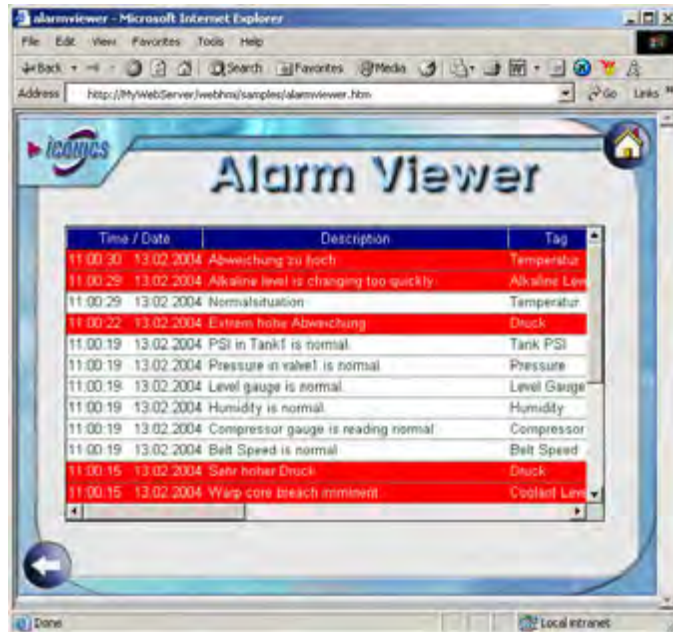 alarmviewer - Microsoft Internet Explorer
File Edit View Favorites Tools Help
Back Search Favorites Media
Address http://MyWebServer/webhmi/samples/alarmviewer.htm Go Links »
ICONICS
Alarm Viewer
Time / Date Description Tag
11:00:30 13.02.2004 Abweichung zu hoch Temperatur
11:00:29 13.02.2004 Alkaline level is changing too quickly Alkaline Lev
11:00:29 13.02.2004 Normalsituation Temperatur
11:00:22 13.02.2004 Extrem hohe Abweichung Druck
11:00:19 13.02.2004 PSI in Tank1 is normal. Tank PSI
11:00:19 13.02.2004 Pressure in valve1 is normal. Pressure
11:00:19 13.02.2004 Level gauge is normal. Level Gauge
11:00:19 13.02.2004 Humidity is normal. Humidity
11:00:19 13.02.2004 Compressor gauge is reading normal Compressor
11:00:19 13.02.2004 Belt Speed is normal Belt Speed
11:00:15 13.02.2004 Sehr hoher Druck Druck
11:00:15 13.02.2004 Warp core breach imminent Coolant Leve
Done Local intranet